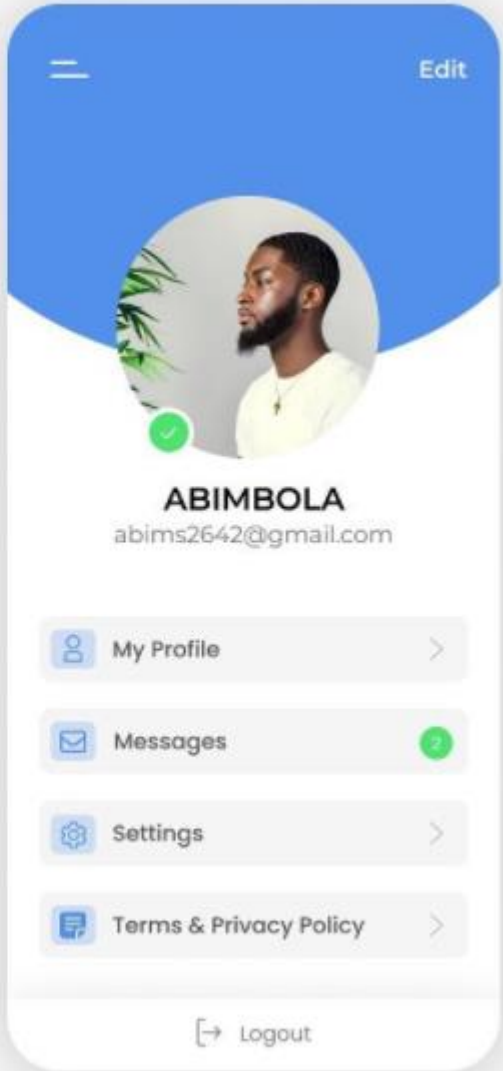 Edit
ABIMBOLA
abims2642@gmail.com
My Profile
Messages
2
Settings
Terms & Privacy Policy
Logout